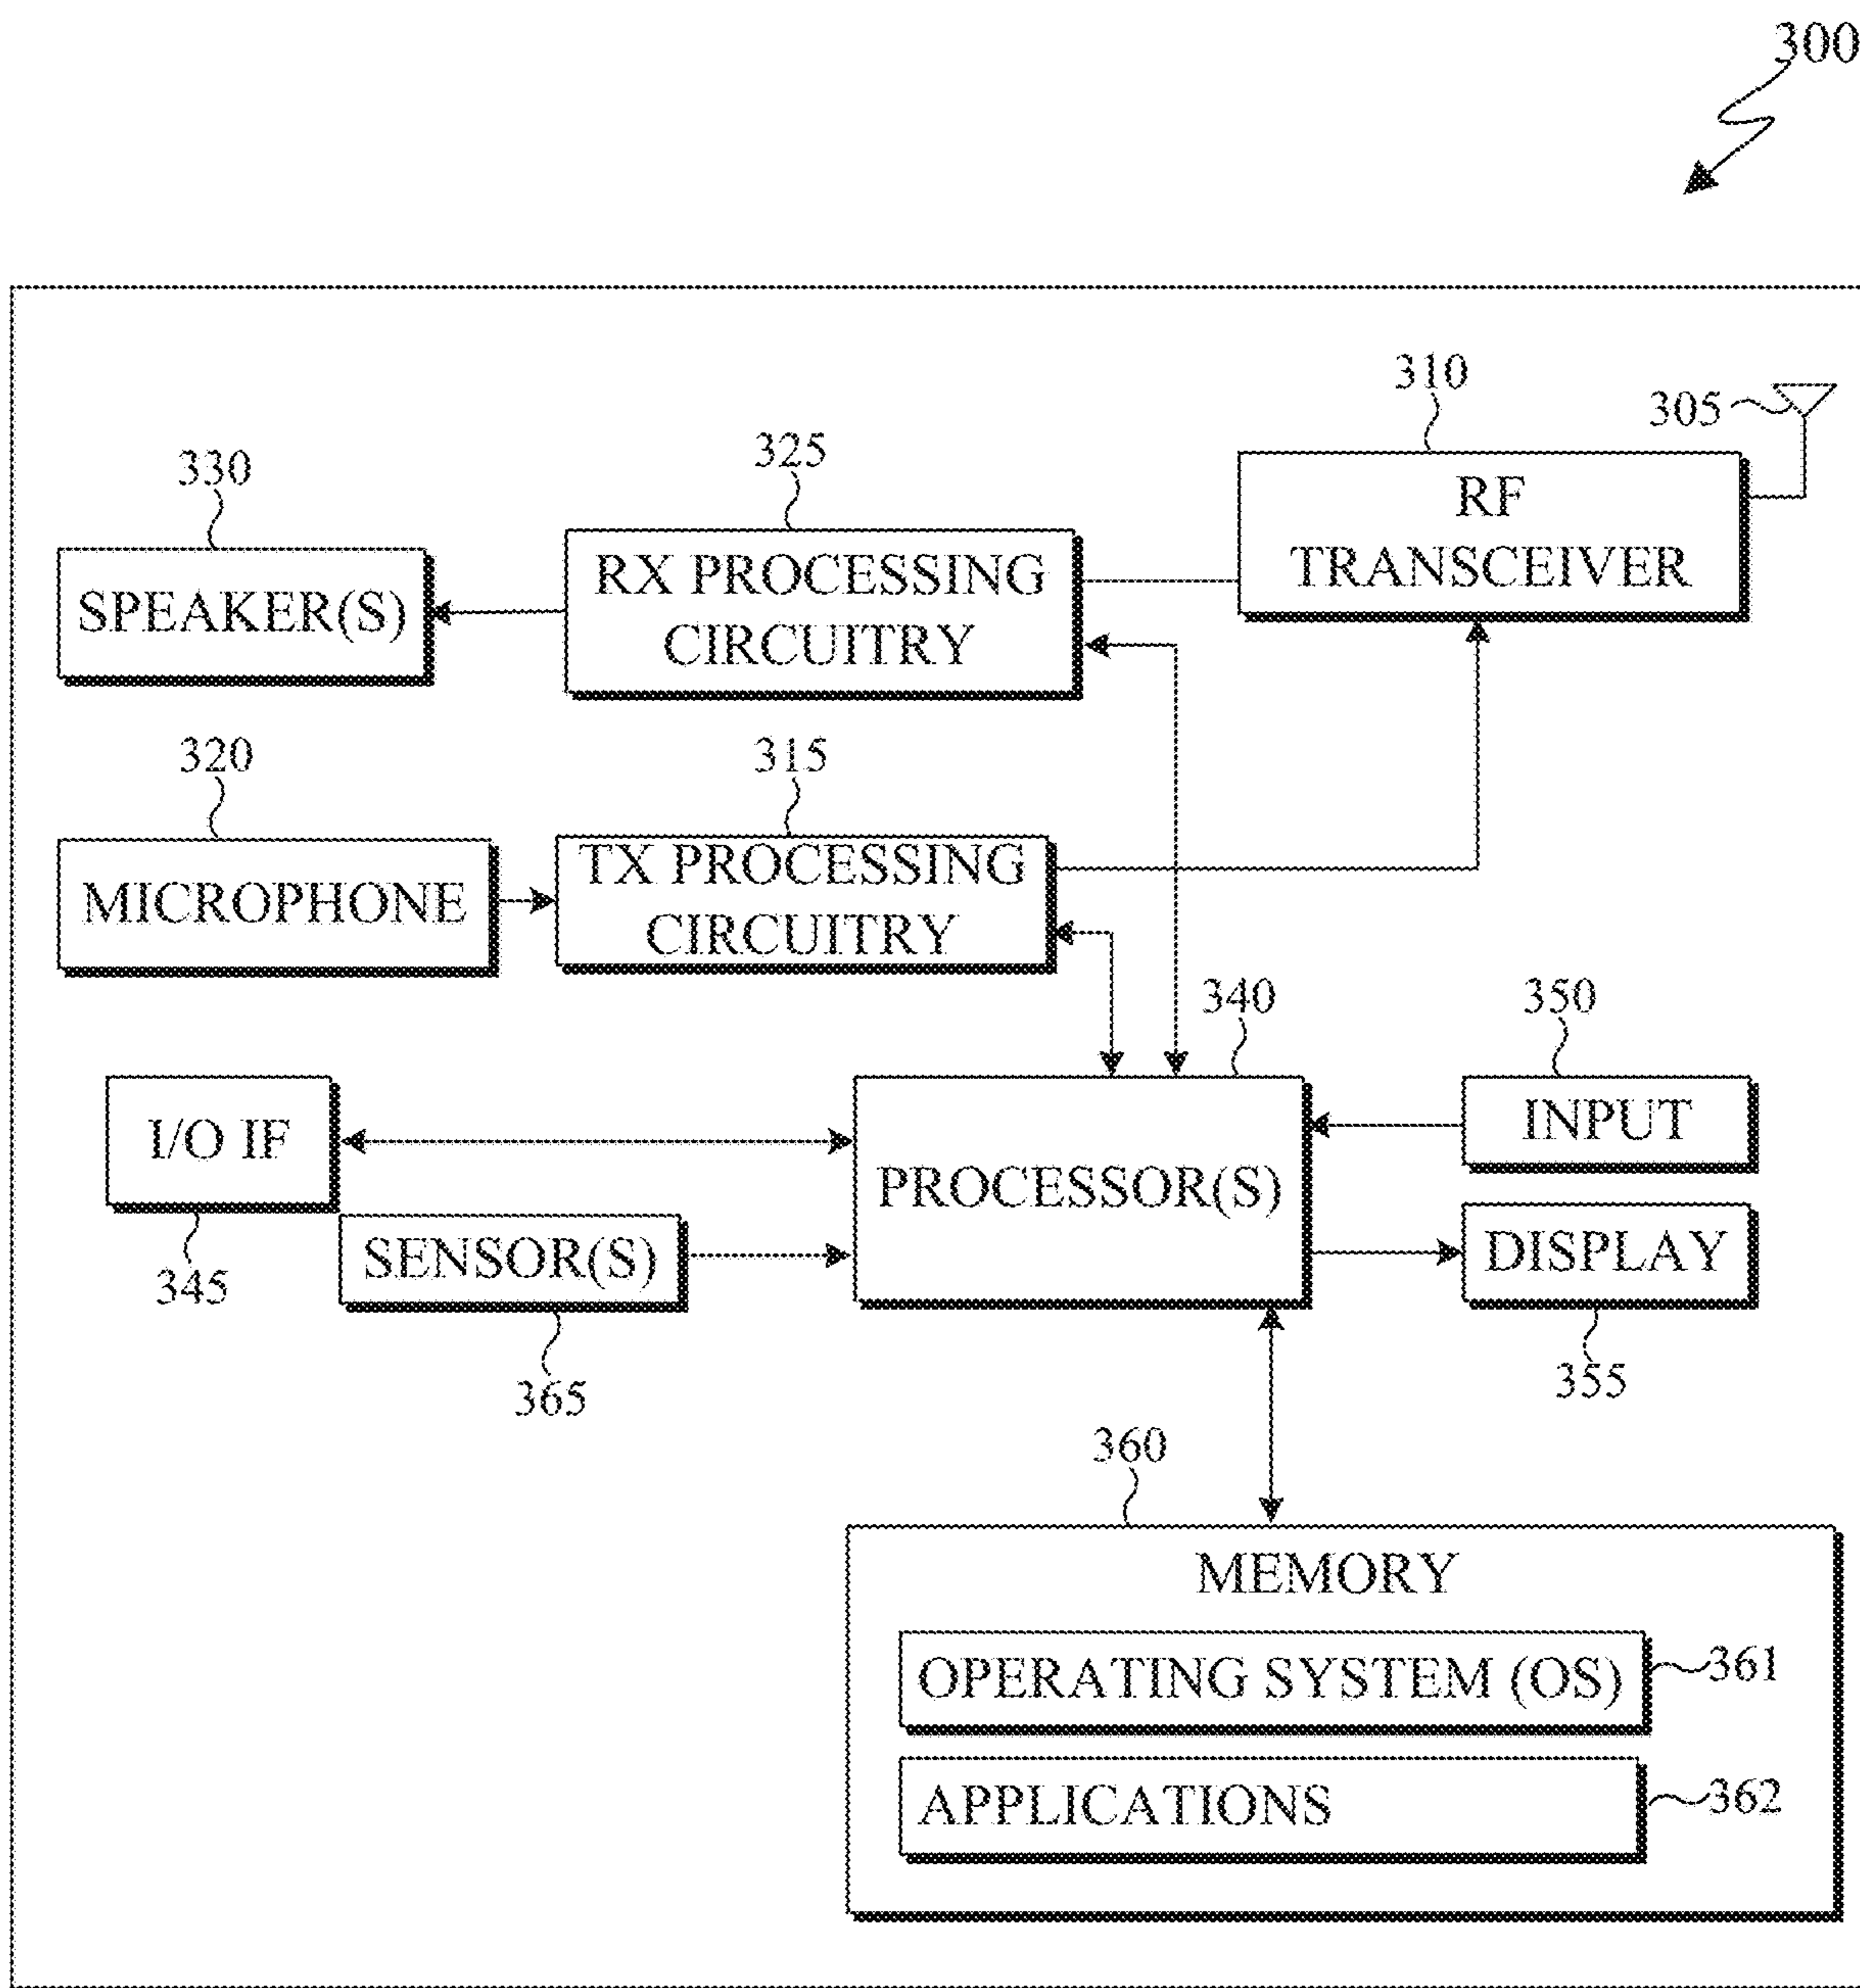 300
310
305
325
330
RF
TRANSCEIVER
RX PROCESSING
CIRCUITRY
SPEAKER(S)
320
315
MICROPHONE
TX PROCESSING
CIRCUITRY
340
350
I/O IF
PROCESSOR(S)
INPUT
SENSOR(S)
DISPLAY
345
365
355
360
MEMORY
OPERATING SYSTEM (OS)
361
APPLICATIONS
362